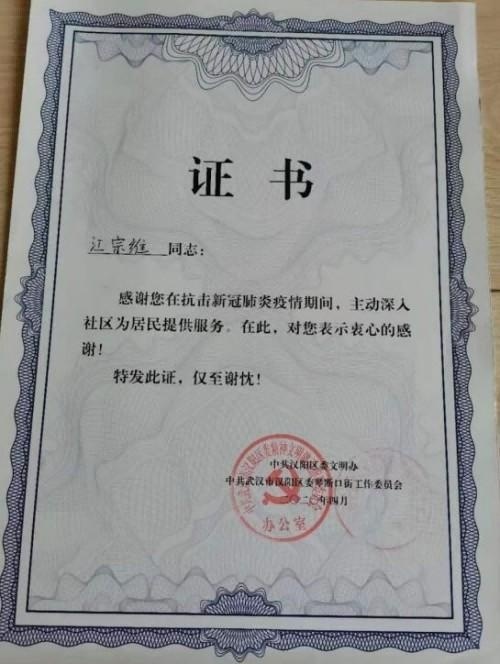 证书
江宗维 同志：
感谢您在抗击新冠肺炎疫情期间，主动深入
社区为居民提供服务。在此，对您表示衷心的感
谢！
特发此证，仅至谢忱！
中共汉阳区委文明办
中共武汉市汉阳区委琴断口街工作委员会
二〇二〇年四月
办公室